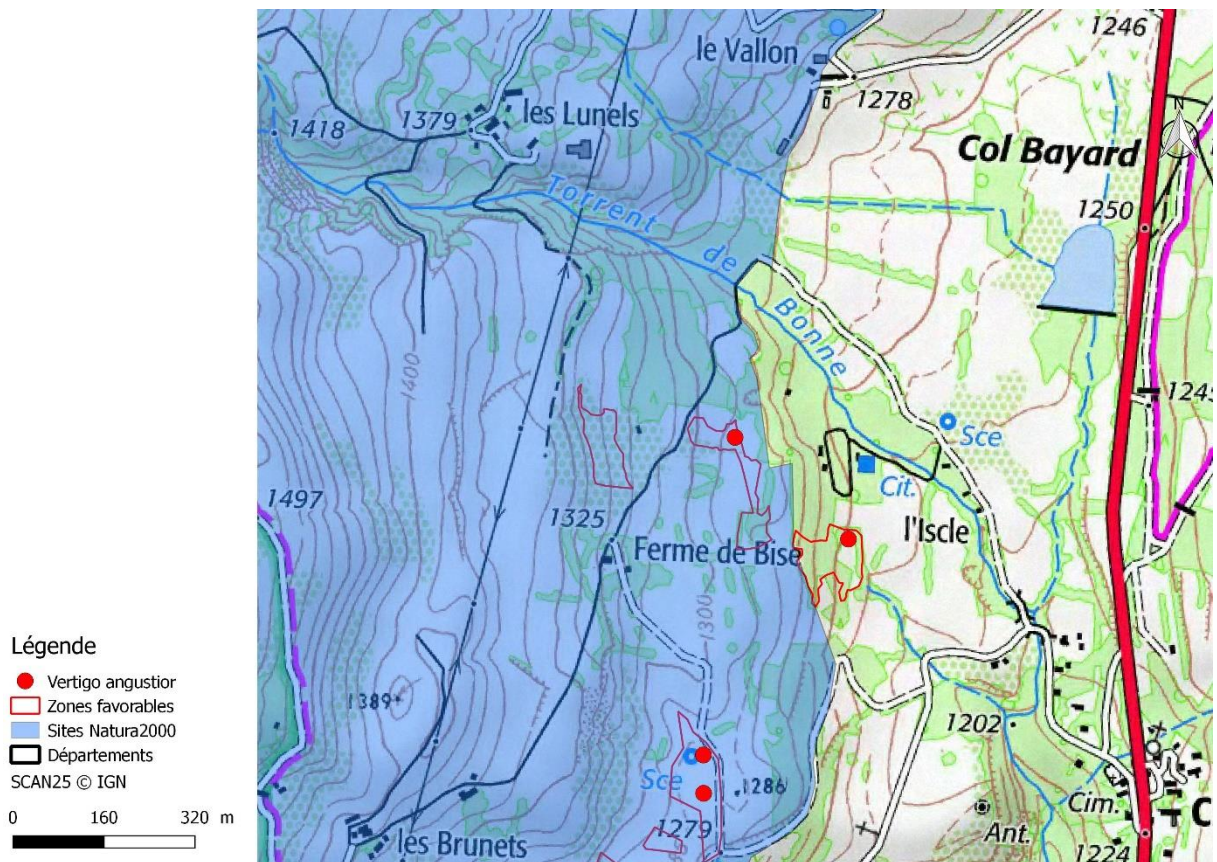 1246
le Vallon
1278
les Lunels
1379
1418
Col Bayard
N
1250
Torrent de Bonne
1400
1245
Sce
1497
Cit.
1325
l'Iscle
Ferme de Bise
1300
Légende
Vertigo angustior
Zones favorables
Sites Natura2000
Départements
SCAN25 © IGN
0 160 320 m
1389
1202
Sce
1286
Cim.
1279
Ant.
les Brunets
C
1224